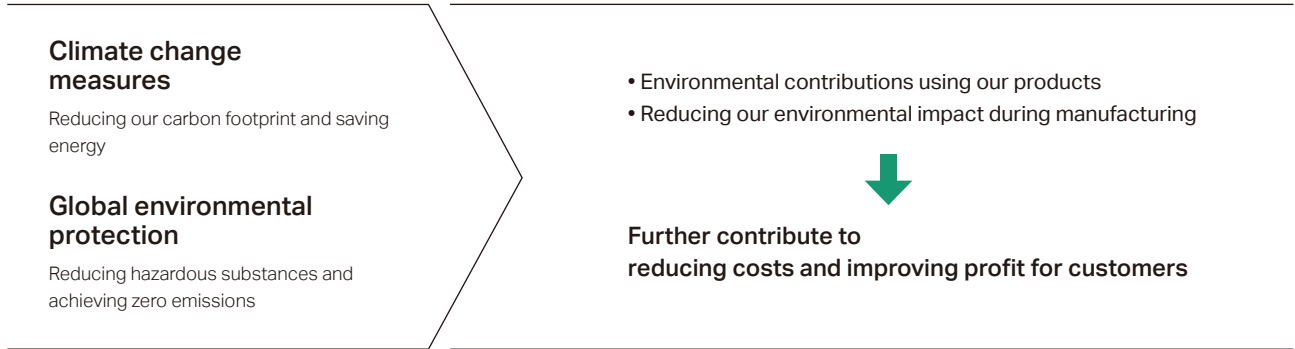 Climate change
measures
Reducing our carbon footprint and saving
energy
Global environmental
protection
Reducing hazardous substances and
achieving zero emissions
• Environmental contributions using our products
• Reducing our environmental impact during manufacturing
Further contribute to
reducing costs and improving profit for customers